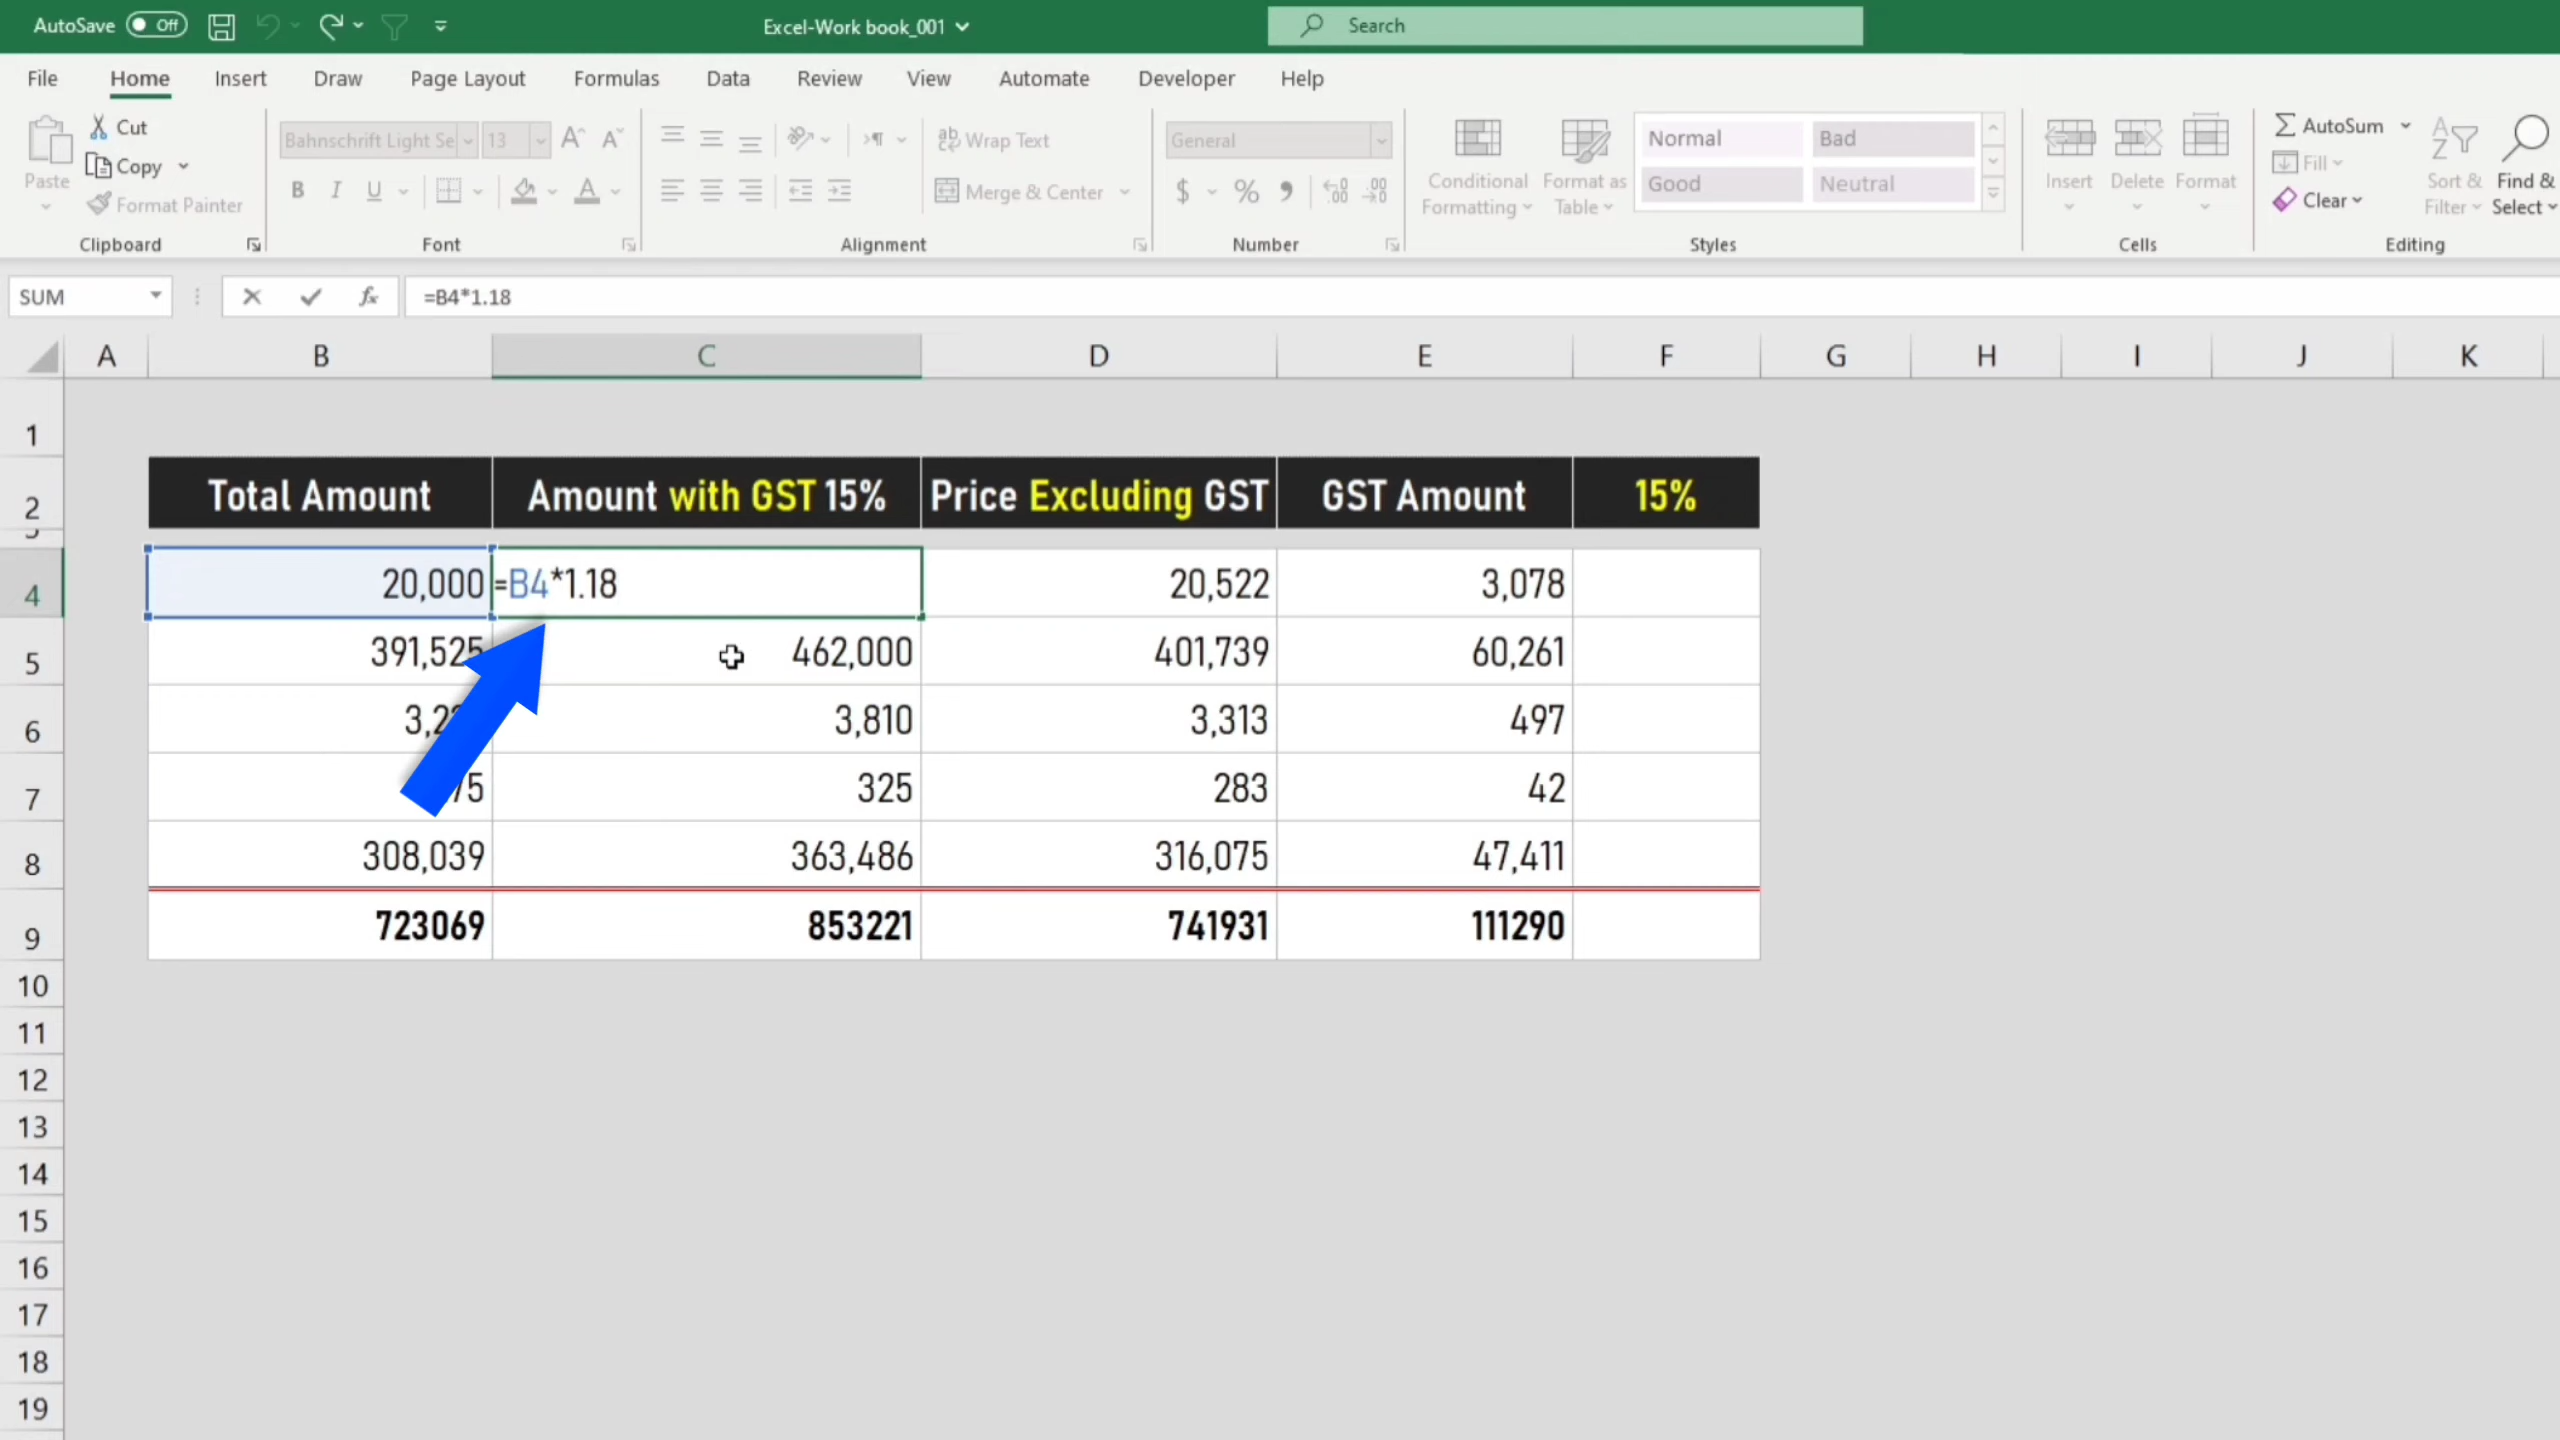 AutoSave Off Excel-Work book_001 Search
File Home Insert Draw Page Layout Formulas Data Review View Automate Developer Help
Paste
Cut
Copy
Format Painter
Clipboard
Bahnschrift Light Se 13
B I U
Font
Wrap Text
Merge & Center
Alignment
General
$ % 9
Number
Conditional Formatting
Format as Table
Normal Bad
Good Neutral
Styles
Insert Delete Format
Cells
AutoSum
Fill
Clear
Sort & Filter
Find & Select
Editing
SUM fx =B4*1.18
A B C D E F G H I J K
1
2 Total Amount Amount with GST 15% Price Excluding GST GST Amount 15%
4 20,000 =B4*1.18 20,522 3,078
5 391,525 462,000 401,739 60,261
6 3,810 3,313 497
7 325 283 42
8 308,039 363,486 316,075 47,411
9 723069 853221 741931 111290
10
11
12
13
14
15
16
17
18
19